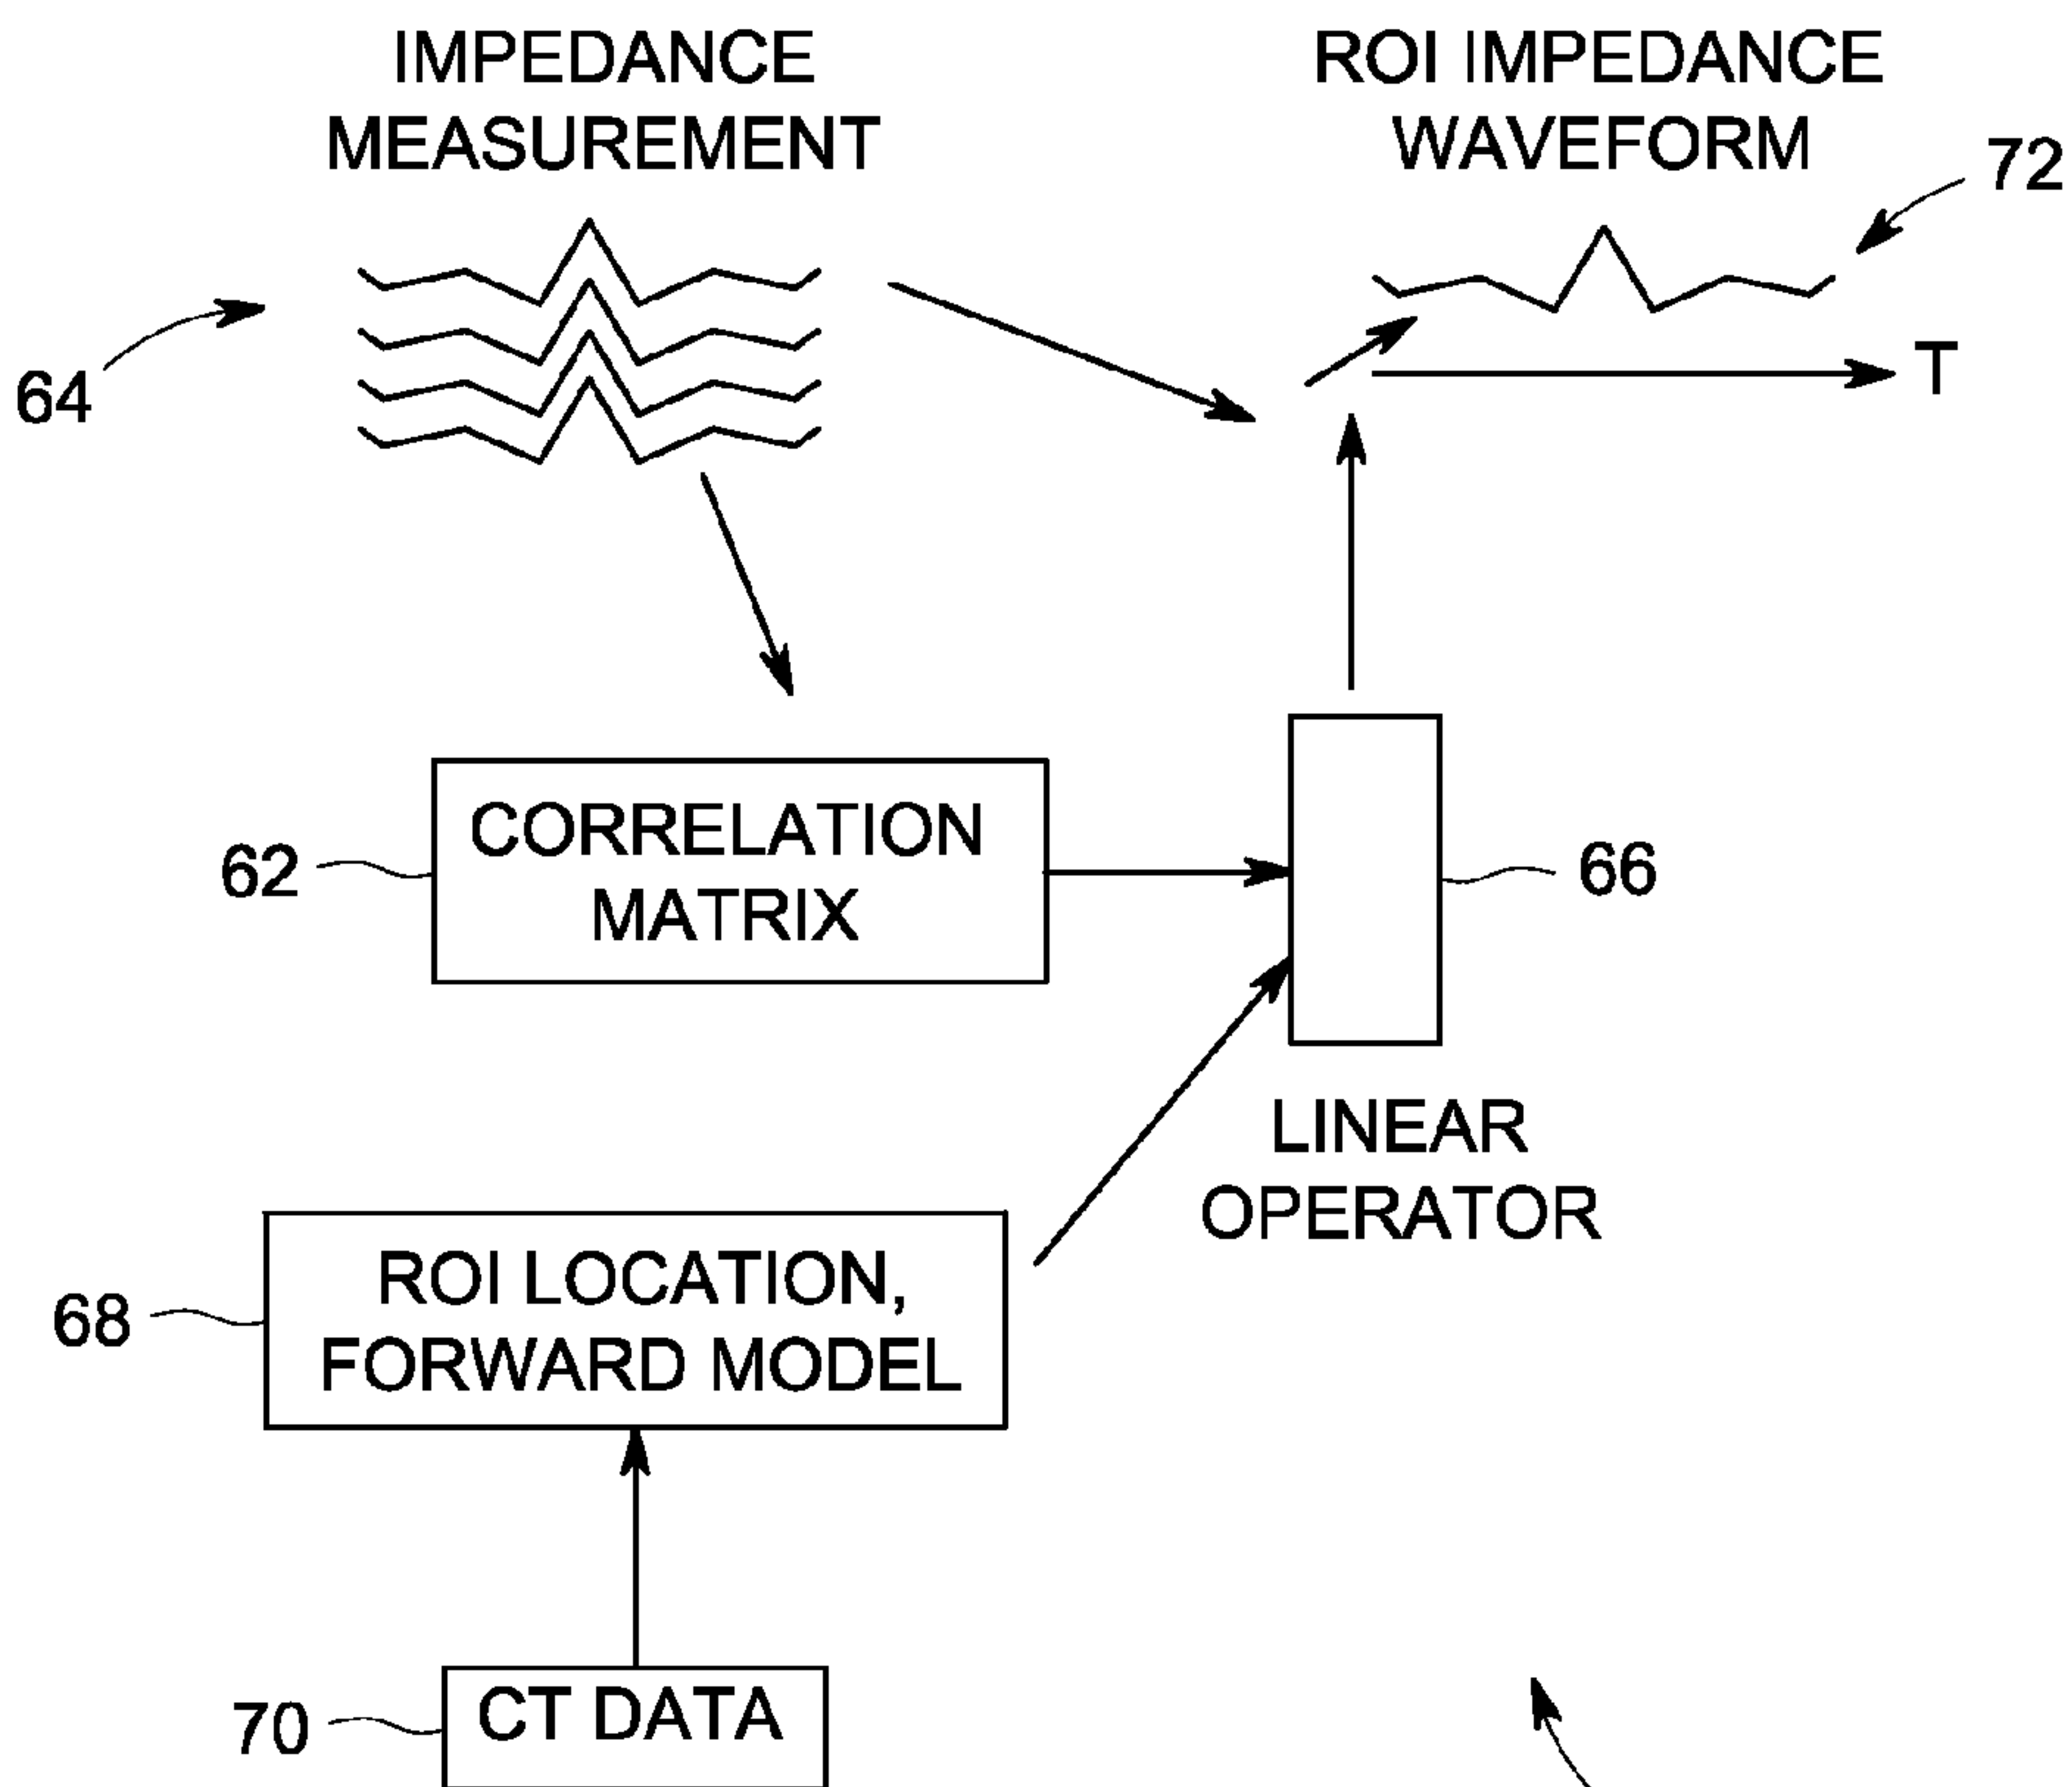 IMPEDANCE
MEASUREMENT
ROI IMPEDANCE
WAVEFORM
72
64
T
CORRELATION
MATRIX
62
66
LINEAR
OPERATOR
ROI LOCATION,
FORWARD MODEL
68
CT DATA
70